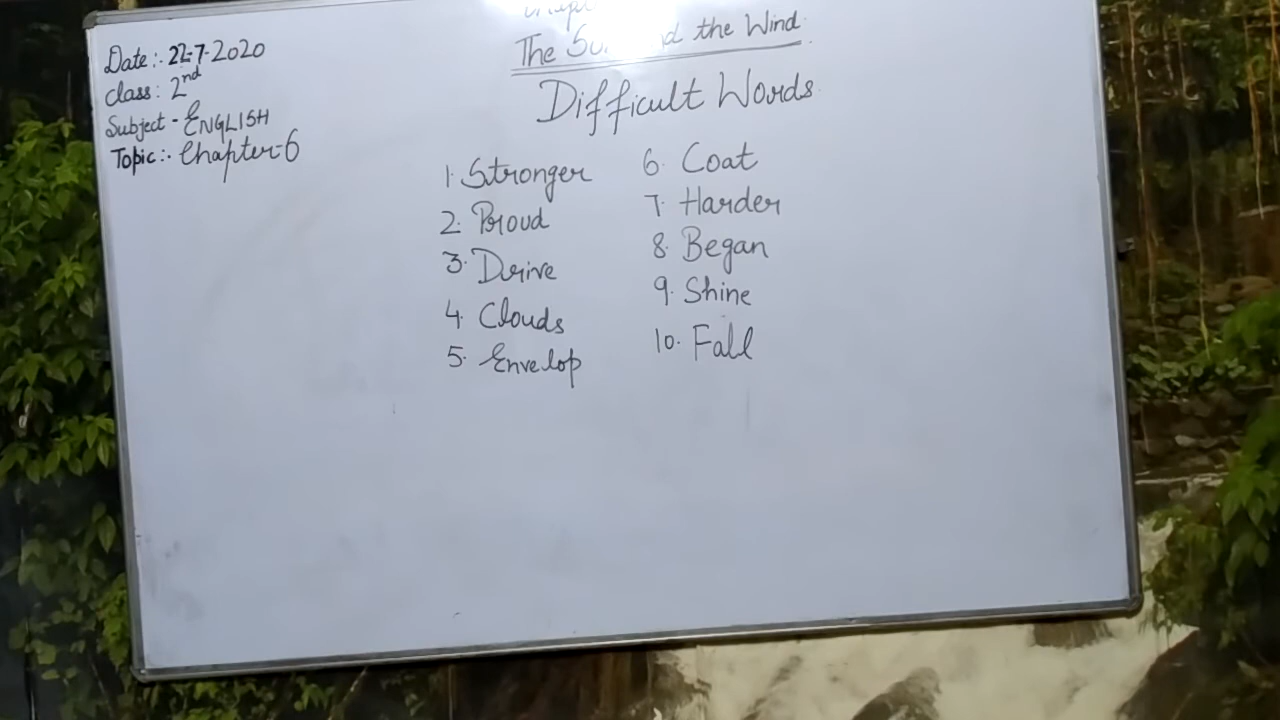 Date:- 22-7-2020
Class: 2nd
Subject - ENGLISH
Topic:- Chapter-6
The the Wind
Difficult Words
1. Stronger
2. Proud
3. Drive
4. Clouds
5. Envelop
6. Coat
7. Harder
8. Began
9. Shine
10. Fall